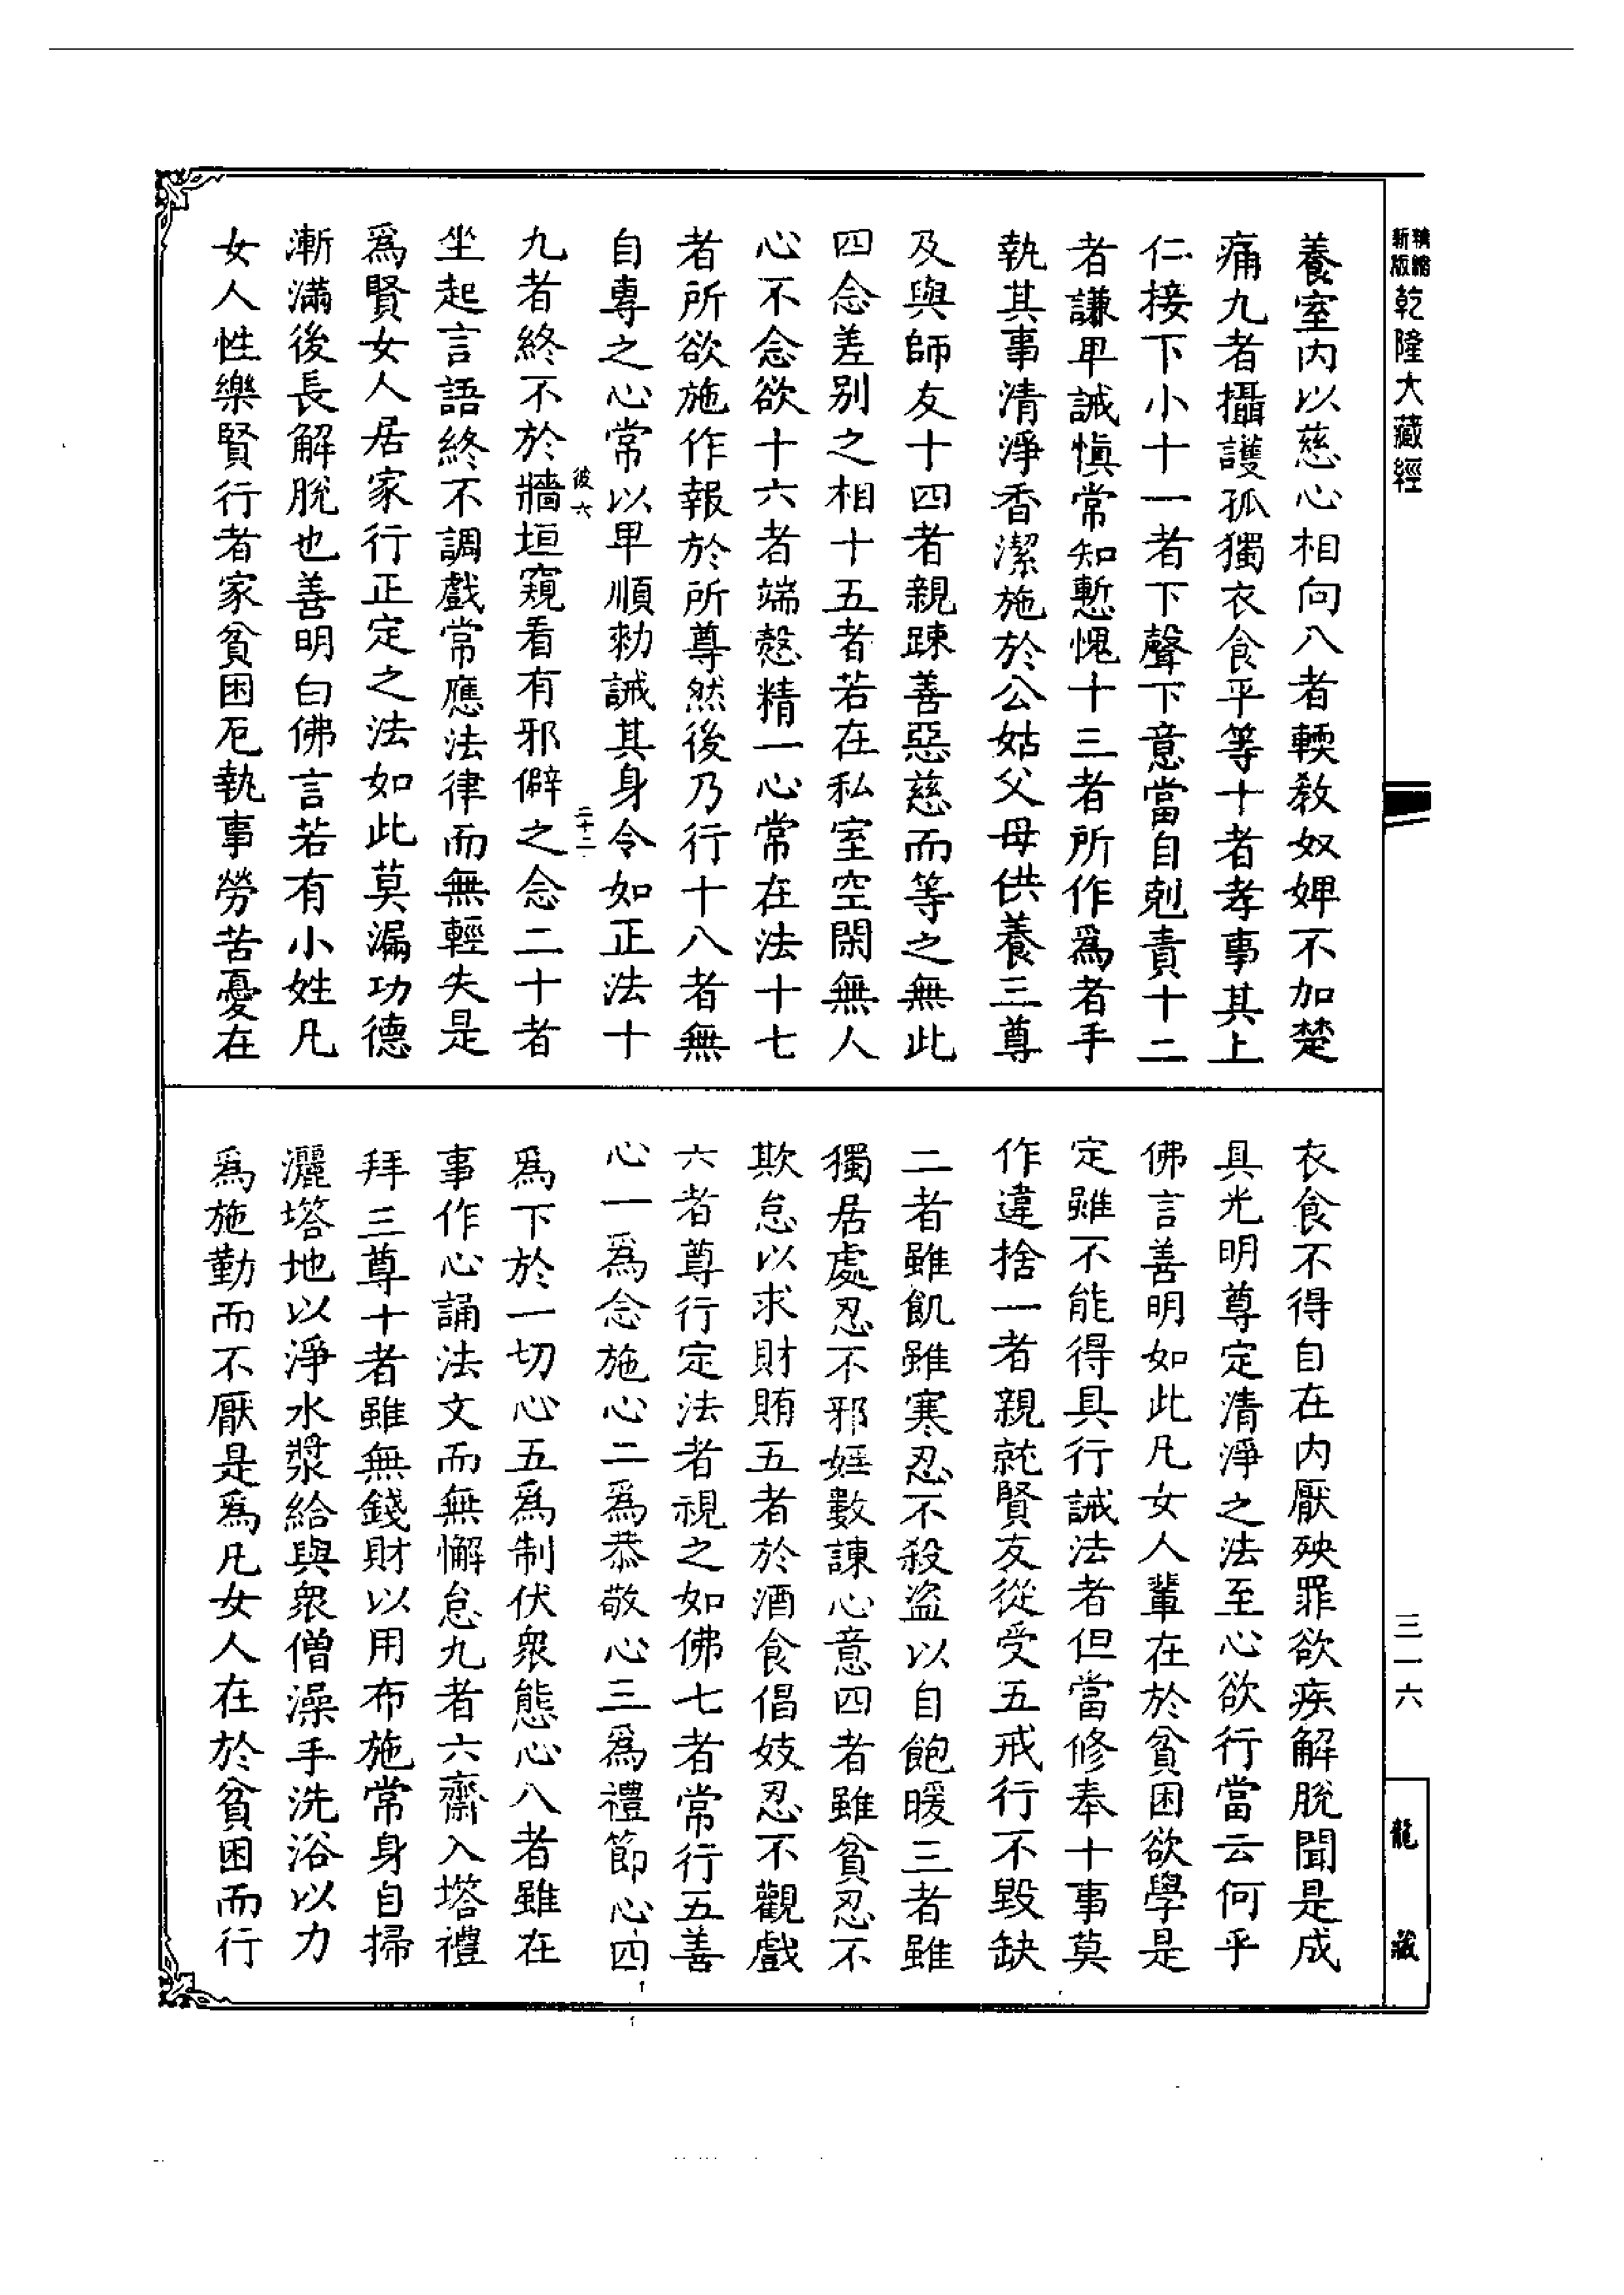 新版精縮
乾隆大藏經
養室内以慈心相向八者輭敎奴婢不加楚
痛九者攝護孤獨衣食平等十者孝事其上
仁接下小十一者下聲下意當自剋責十二
者謙卑誡愼常知慙愧十三者所作爲者手
執其事清淨香潔施於公姑父母供養三尊
及與師友十四者親踈善惡慈而等之無此
四念差别之相十五者若在私室空閑無人
心不念欲十六者端慤精一心常在法十七
者所欲施作報於所尊然後乃行十八者無
自專之心常以卑順勑誡其身令如正法十
彼六
二十二
九者終不於牆垣窺看有邪僻之念二十者
坐起言語終不調戲常應法律而無輕失是
爲賢女人居家行正定之法如此莫漏功德
漸滿後長解脫也善明白佛言若有小姓凡
女人性樂賢行者家貧困厄執事勞苦憂在
衣食不得自在内厭殃罪欲疾解脫聞是成
具光明尊定清淨之法至心欲行當云何乎
佛言善明如此凡女人輩在於貧困欲學是
定雖不能得具行誡法者但當修奉十事莫
作違捨一者親就賢友從受五戒行不毀缺
二者雖飢雖寒忍不殺盜以自飽暖三者雖
獨居處忍不邪婬數諫心意四者雖貧忍不
欺怠以求財賄五者於酒食倡妓忍不觀戲
六者尊行定法者視之如佛七者常行五善
心一爲念施心二爲恭敬心三爲禮節心四
爲下於一切心五爲制伏衆態心八者雖在
事作心誦法文而無懈怠九者六齋入塔禮
拜三尊十者雖無錢財以用布施常身自掃
灑塔地以淨水漿給與衆僧澡手洗浴以力
爲施勤而不厭是爲凡女人在於貧困而行
三一六
龍藏